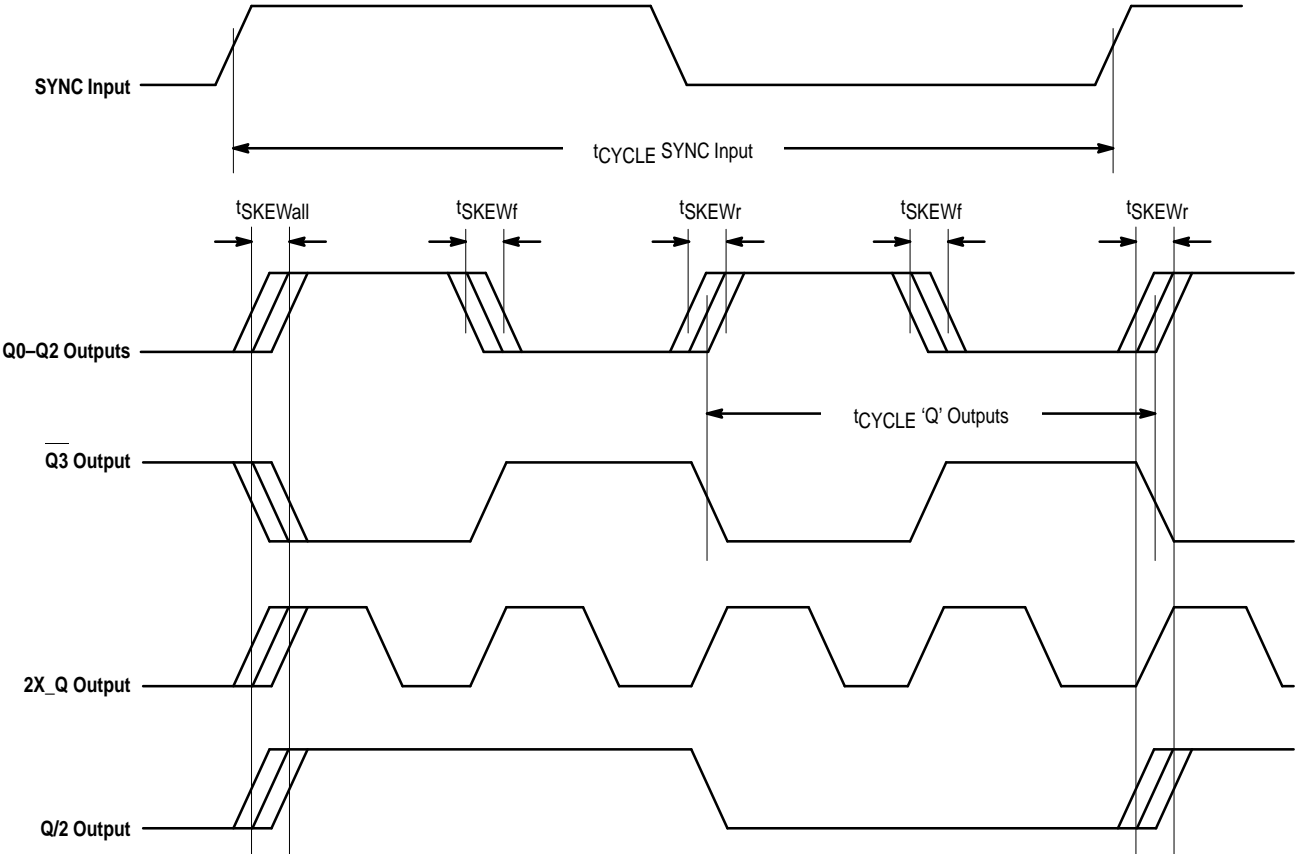 SYNC Input
tCYCLE SYNC Input
tSKEWall tSKEWf tSKEWr tSKEWf tSKEWr
Q0–Q2 Outputs
tCYCLE ‘Q’ Outputs
Q̅3̅ Output
2X_Q Output
Q/2 Output